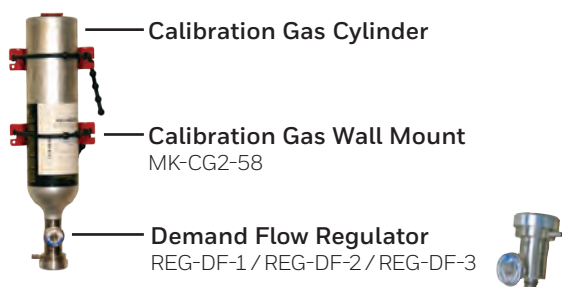 Calibration Gas Cylinder
Calibration Gas Wall Mount
MK-CG2-58
Demand Flow Regulator
REG-DF-1 / REG-DF-2 / REG-DF-3